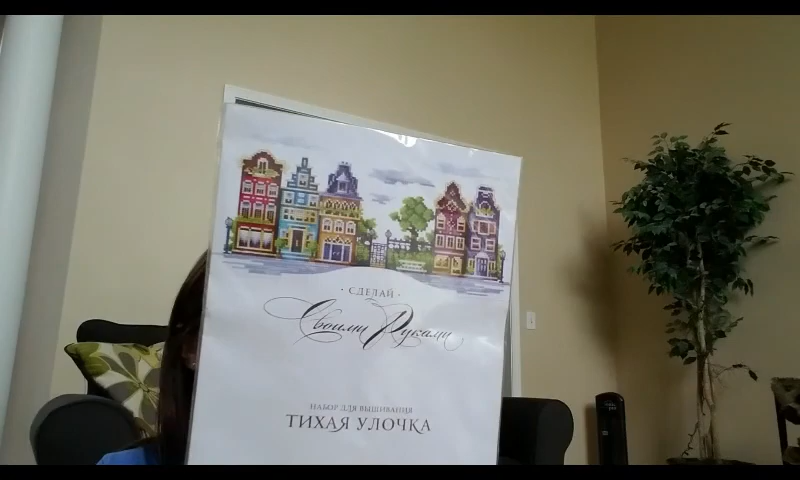 · СДЕЛАЙ ·
Своими Руками
НАБОР ДЛЯ ВЫШИВАНИЯ
ТИХАЯ УЛОЧКА